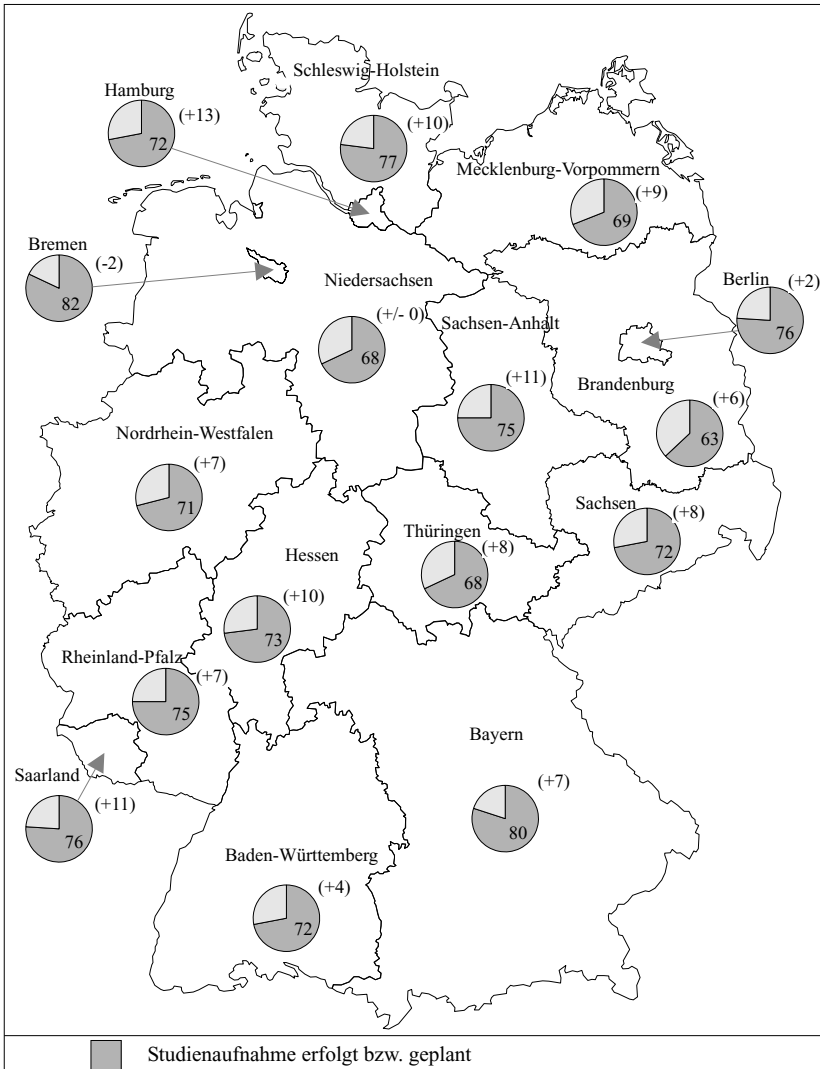 Schleswig-Holstein
(+10)
77
Hamburg
(+13)
72
Mecklenburg-Vorpommern
(+9)
69
Bremen
(-2)
82
Niedersachsen
(+/- 0)
68
Berlin
(+2)
76
Sachsen-Anhalt
(+11)
75
Brandenburg
(+6)
63
Nordrhein-Westfalen
(+7)
71
Sachsen
(+8)
72
Thüringen
(+8)
68
Hessen
(+10)
73
Rheinland-Pfalz
(+7)
75
Saarland
(+11)
76
Bayern
(+7)
80
Baden-Württemberg
(+4)
72
Studienaufnahme erfolgt bzw. geplant